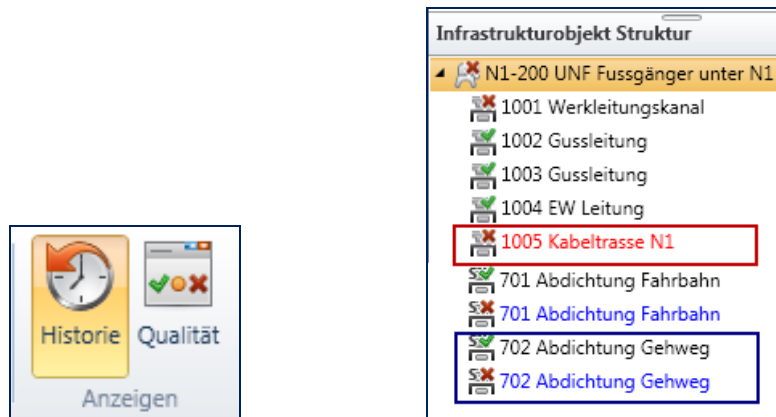 Historie Qualität
Anzeigen
Infrastrukturobjekt Struktur
N1-200 UNF Fussgänger unter N1
1001 Werkleitungskanal
1002 Gussleitung
1003 Gussleitung
1004 EW Leitung
1005 Kabeltrasse N1
701 Abdichtung Fahrbahn
701 Abdichtung Fahrbahn
702 Abdichtung Gehweg
702 Abdichtung Gehweg